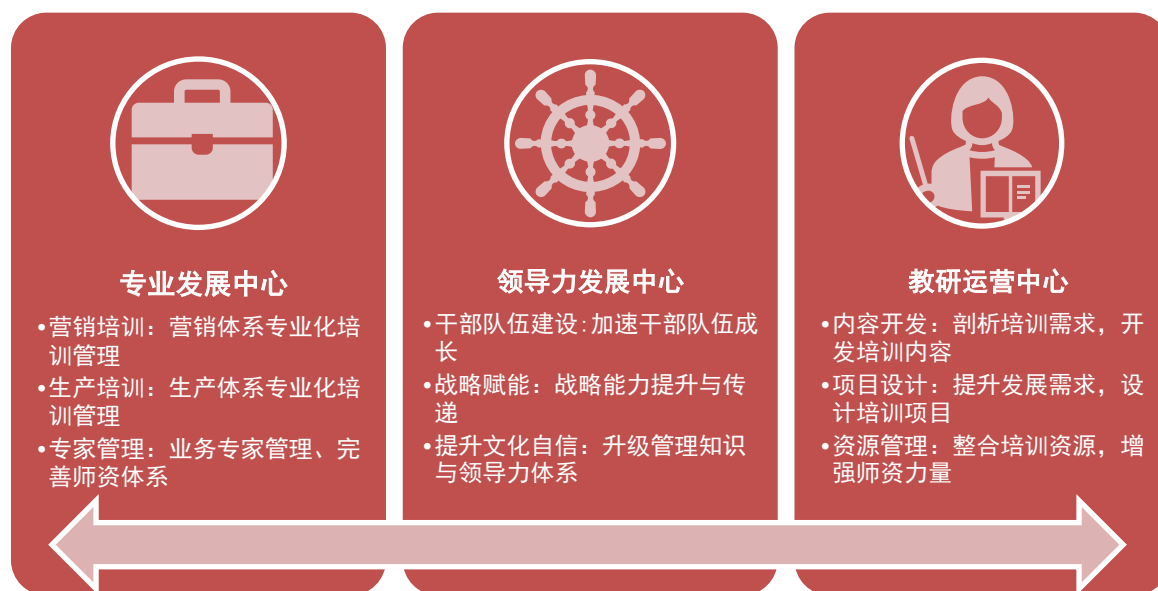 专业发展中心
•营销培训：营销体系专业化培
训管理
•生产培训：生产体系专业化培
训管理
•专家管理：业务专家管理、完
善师资体系
领导力发展中心
•干部队伍建设:加速干部队伍成
长
•战略赋能：战略能力提升与传
递
•提升文化自信：升级管理知识
与领导力体系
教研运营中心
•内容开发：剖析培训需求，开
发培训内容
•项目设计：提升发展需求，设
计培训项目
•资源管理：整合培训资源，增
强师资力量